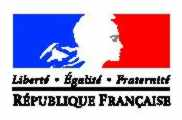 Liberté • Égalité • Fraternité
RÉPUBLIQUE FRANÇAISE